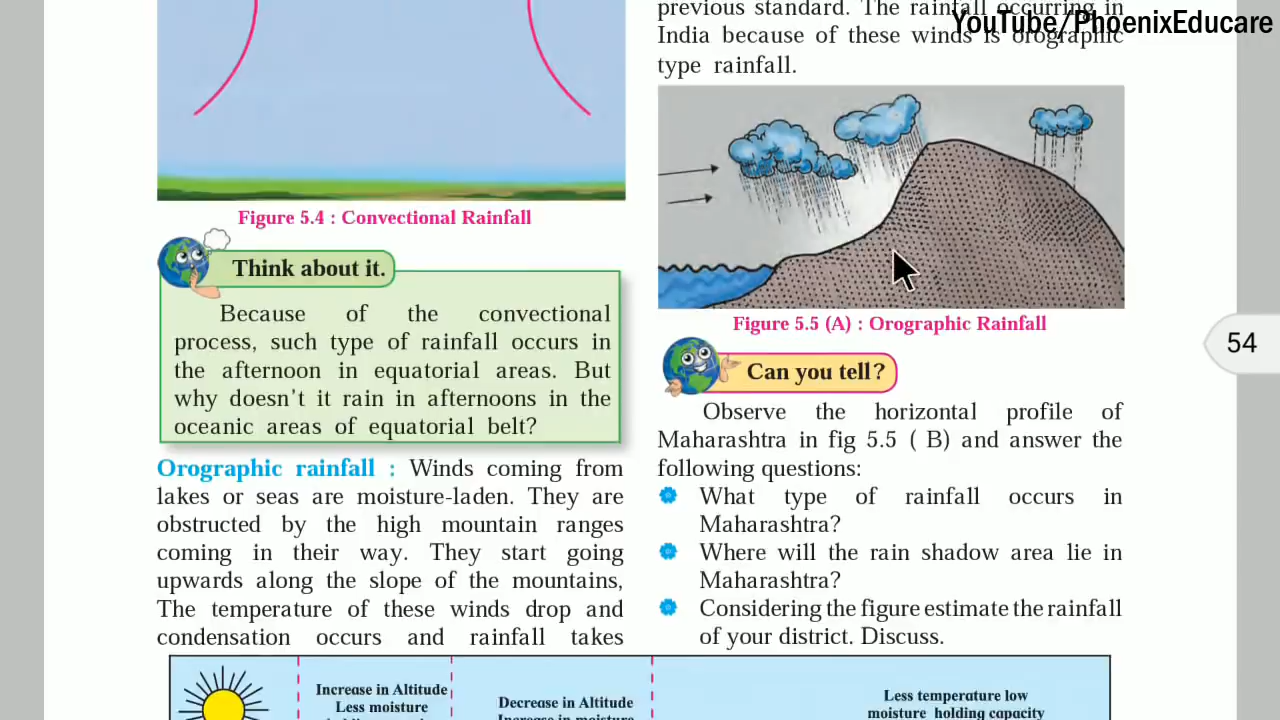 Figure 5.4 : Convectional Rainfall
Think about it.
Because of the convectional
process, such type of rainfall occurs in
the afternoon in equatorial areas. But
why doesn't it rain in afternoons in the
oceanic areas of equatorial belt?
Orographic rainfall : Winds coming from
lakes or seas are moisture-laden. They are
obstructed by the high mountain ranges
coming in their way. They start going
upwards along the slope of the mountains,
The temperature of these winds drop and
condensation occurs and rainfall takes
previous standard. The rainfall occurring in
YouTube/PhoenixEducare
India because of these winds is orographic
type rainfall.
Figure 5.5 (A) : Orographic Rainfall
Can you tell?
Observe the horizontal profile of
Maharashtra in fig 5.5 ( B) and answer the
following questions:
What type of rainfall occurs in
Maharashtra?
Where will the rain shadow area lie in
Maharashtra?
Considering the figure estimate the rainfall
of your district. Discuss.
54
Increase in Altitude
Less moisture
Decrease in Altitude
Increase in moisture
Less temperature low
moisture holding capacity